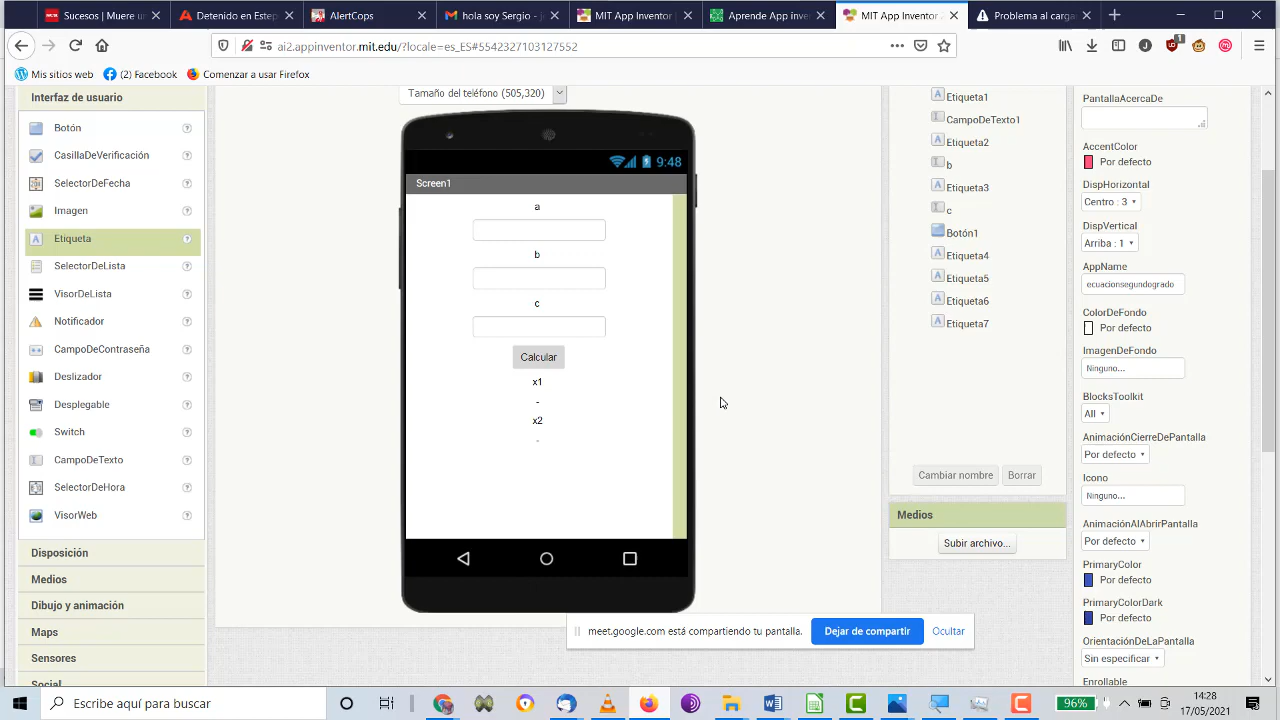 Sucesos | Muere U
Detenido en Estep
AlertCops
hola soy Sergio -
MIT App Inventor
Aprende App Inv
MIT App Inventor
Problema al carga
ai2.appinventor.mit.edu/?locale=es_ES#5542327103127552
Mis sitios web
(2) Facebook
Comenzar a usar Firefox
Interfaz de usuario
Botón
CasillaDeVerificación
SelectorDeFecha
Imagen
Etiqueta
SelectorDeLista
VisorDeLista
Notificador
CampoDeContraseña
Deslizador
Desplegable
Switch
CampoDeTexto
SelectorDeHora
VisorWeb
Disposición
Medios
Dibujo y animación
Maps
Sensores
Social
Tamaño del teléfono (505,320)
9:48
Screen1
a
b
c
Calcular
x1
-
x2
-
Etiqueta1
CampoDeTexto1
Etiqueta2
b
Etiqueta3
c
Botón1
Etiqueta4
Etiqueta5
Etiqueta6
Etiqueta7
Cambiar nombre
Borrar
Medios
Subir archivo...
PantallaAcercaDe
AccentColor
Por defecto
DispHorizontal
Centro : 3
DispVertical
Arriba : 1
AppName
ecuacionsegundogrado
ColorDeFondo
Por defecto
ImagenDeFondo
Ninguno...
BlocksToolkit
All
AnimaciónCierreDePantalla
Por defecto
Icono
Ninguno...
AnimaciónAlAbrirPantalla
Por defecto
PrimaryColor
Por defecto
PrimaryColorDark
Por defecto
OrientaciónDeLaPantalla
Sin especificar
Enrollable
meet.google.com está compartiendo tu pantalla.
Dejar de compartir
Ocultar
Escribe aquí para buscar
96%
14:28
17/05/2021